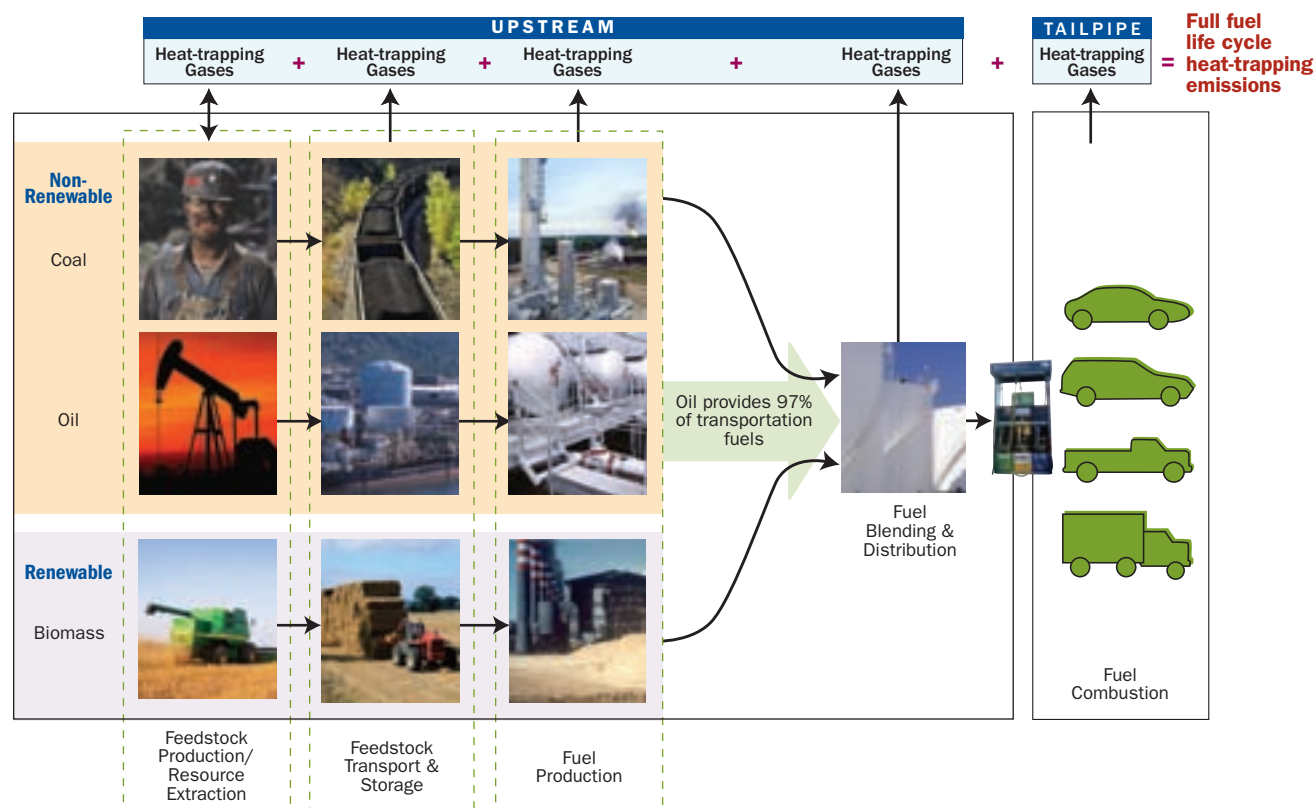 UPSTREAM
TAILPIPE
Heat-trapping
Gases
+
Heat-trapping
Gases
+
Heat-trapping
Gases
+
Heat-trapping
Gases
+
Heat-trapping
Gases
=
Full fuel
life cycle
heat-trapping
emissions
Non-
Renewable
Coal
Oil
Oil provides 97%
of transportation
fuels
Fuel
Blending &
Distribution
Renewable
Biomass
Fuel
Combustion
Feedstock
Production/
Resource
Extraction
Feedstock
Transport &
Storage
Fuel
Production